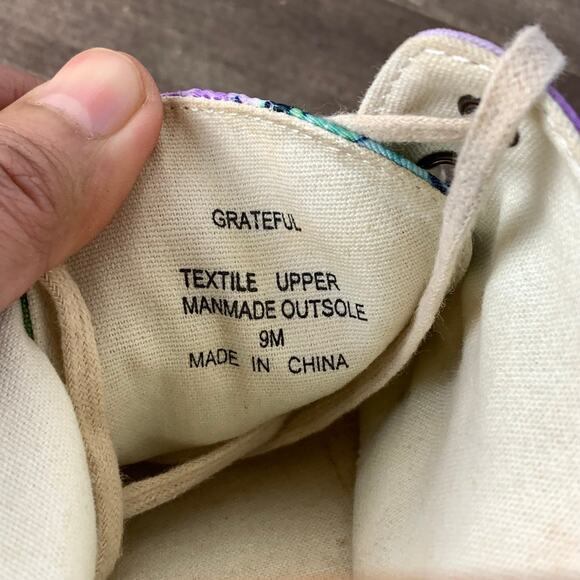 GRATEFUL
TEXTILE UPPER
MANMADE OUTSOLE
9M
MADE IN CHINA